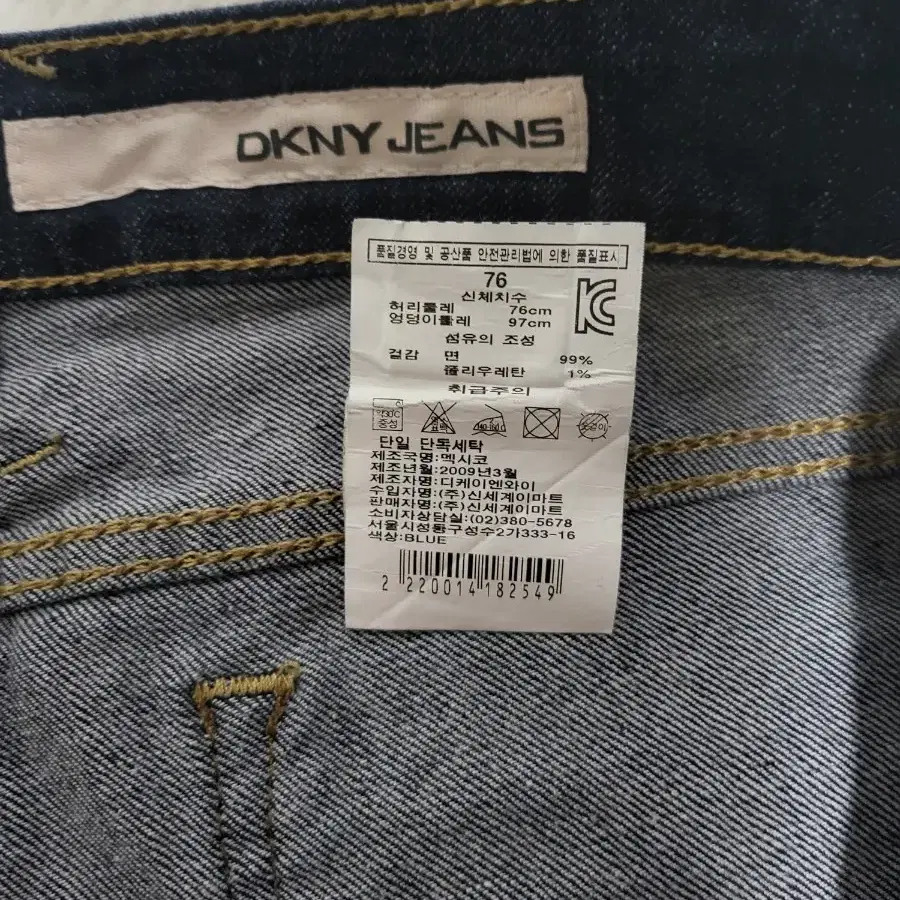 DKNY JEANS
품질경영 및 공산품 안전관리법에 의한 품질표시
76
신체치수
허리둘레 76cm
엉덩이둘레 97cm
섬유의 조성
겉감 면 99%
폴리우레탄 1%
취급주의
중성
단일 단독세탁
제조국명:멕시코
제조년월:2009년3월
제조자명:디케이엔와이
수입자명:(주)신세계이마트
판매자명:(주)신세계이마트
소비자상담실:(02)380-5678
서울시성동구성수2가333-16
색상:BLUE
2 220014 182549